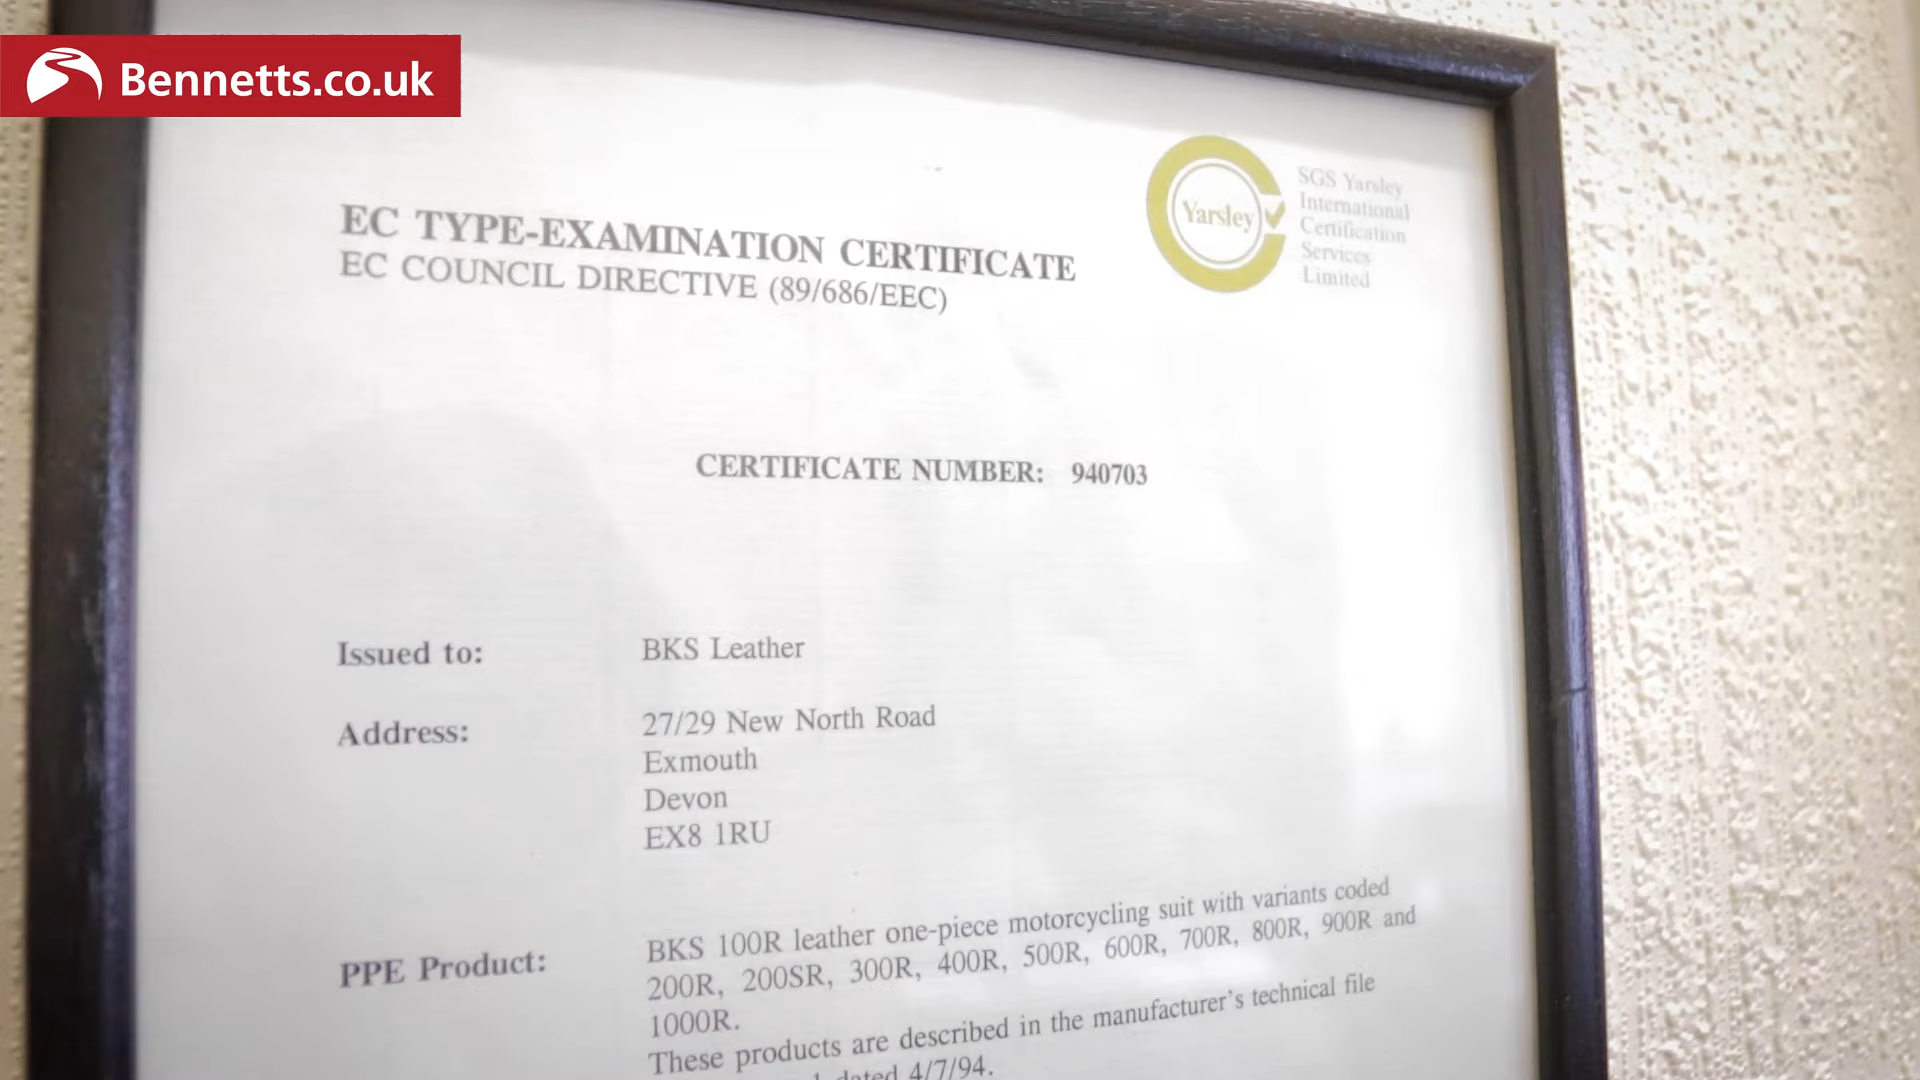 Bennetts.co.uk
Yarsley
SGS Yarsley
International
Certification
Services
Limited
EC TYPE-EXAMINATION CERTIFICATE
EC COUNCIL DIRECTIVE (89/686/EEC)
CERTIFICATE NUMBER: 940703
Issued to: BKS Leather
Address: 27/29 New North Road
Exmouth
Devon
EX8 1RU
PPE Product: BKS 100R leather one-piece motorcycling suit with variants coded
200R, 200SR, 300R, 400R, 500R, 600R, 700R, 800R, 900R and
1000R.
These products are described in the manufacturer's technical file
dated 4/7/94.